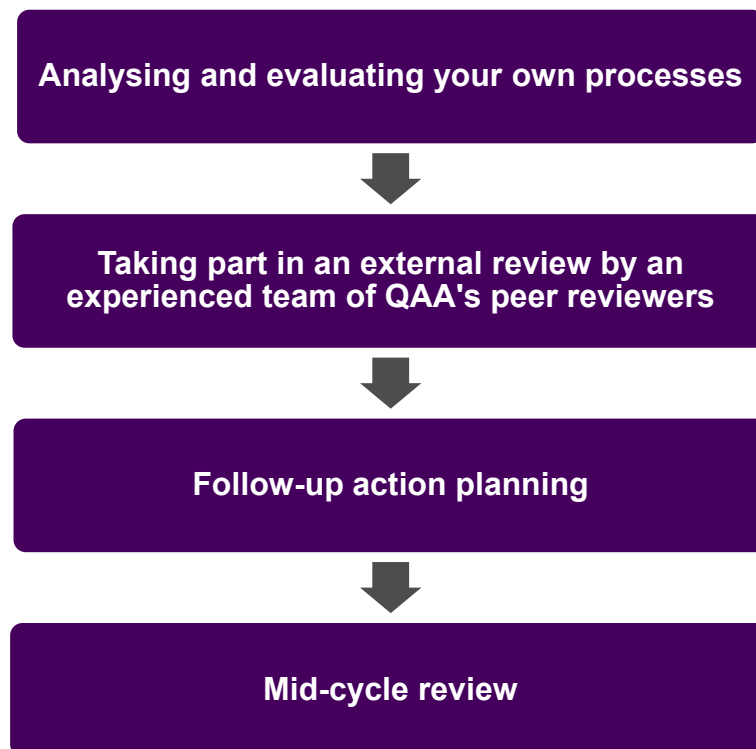 Analysing and evaluating your own processes
Taking part in an external review by an
experienced team of QAA's peer reviewers
Follow-up action planning
Mid-cycle review